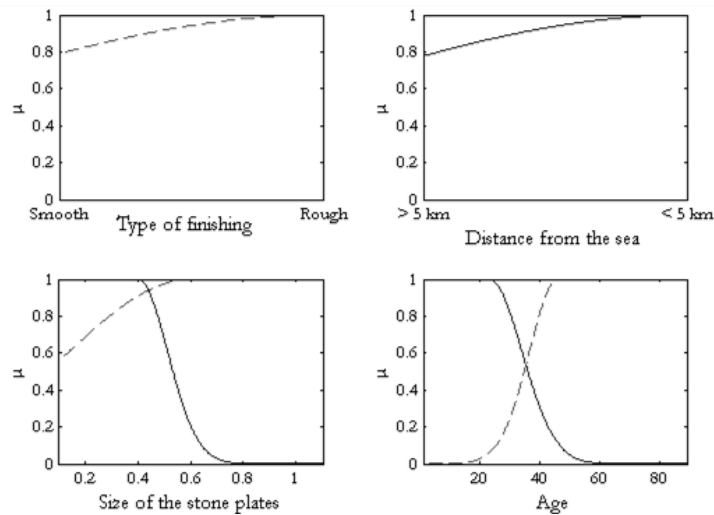 1
0.8
0.6
0.4
0.2
0
μ
Smooth
Rough
Type of finishing
1
0.8
0.6
0.4
0.2
0
μ
> 5 km
< 5 km
Distance from the sea
1
0.8
0.6
0.4
0.2
0
μ
0.2 0.4 0.6 0.8 1
Size of the stone plates
1
0.8
0.6
0.4
0.2
0
μ
20 40 60 80
Age